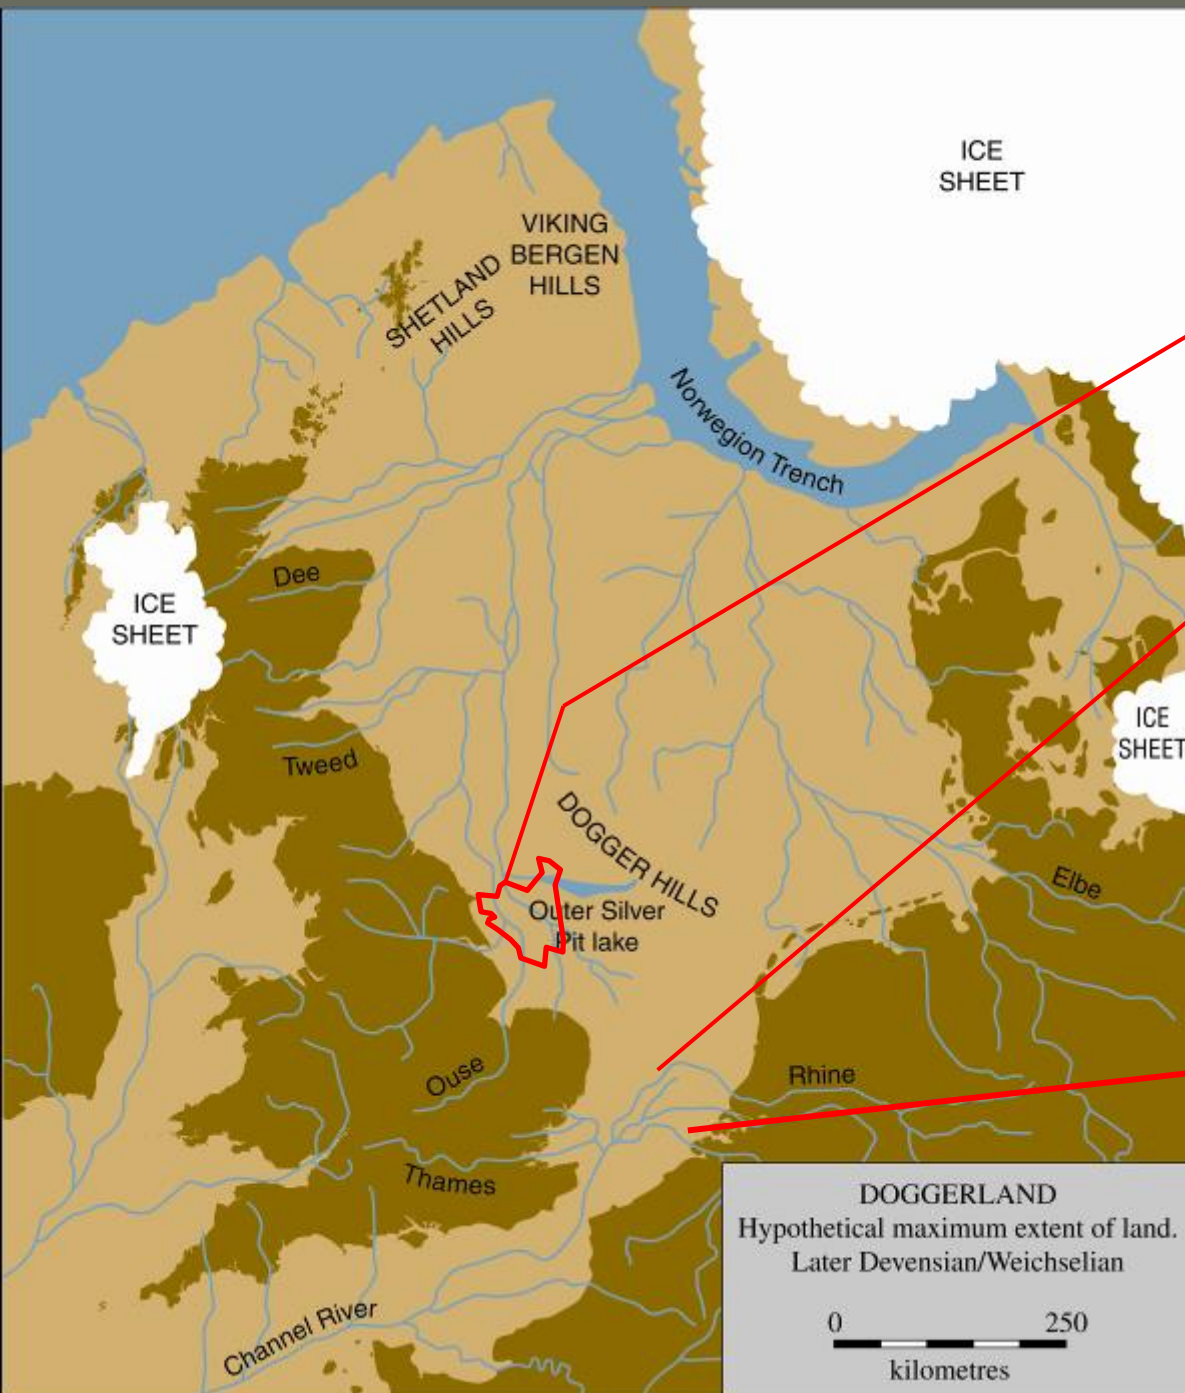 ICE
SHEET
VIKING
BERGEN
HILLS
SHETLAND
HILLS
Norwegion Trench
Dee
ICE
SHEET
ICE
SHEET
Tweed
DOGGER HILLS
Elbe
Outer Silver
Pit lake
Ouse
Rhine
Thames
Channel River
DOGGERLAND
Hypothetical maximum extent of land.
Later Devensian/Weichselian
0 250
kilometres